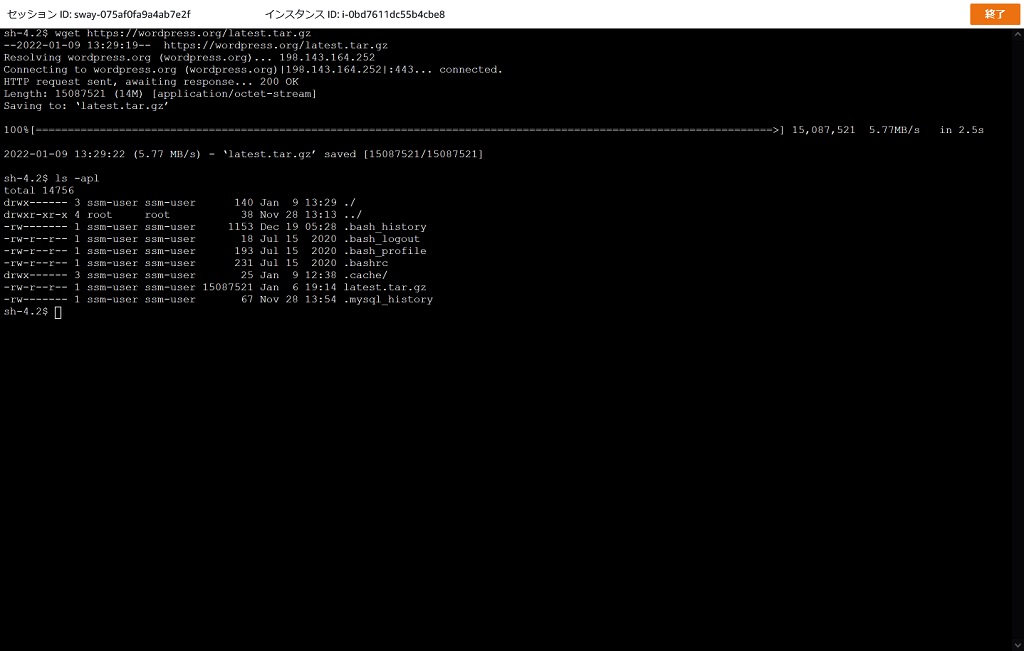 セッション ID: sway-075af0fa9a4ab7e2f インスタンス ID: i-0bd7611dc55b4cbe8 終了
sh-4.2$ wget https://wordpress.org/latest.tar.gz
--2022-01-09 13:29:19--  https://wordpress.org/latest.tar.gz
Resolving wordpress.org (wordpress.org)... 198.143.164.252
Connecting to wordpress.org (wordpress.org)|198.143.164.252|:443... connected.
HTTP request sent, awaiting response... 200 OK
Length: 15087521 (14M) [application/octet-stream]
Saving to: ‘latest.tar.gz’
100%[==================================================================================================================>] 15,087,521  5.77MB/s   in 2.5s
2022-01-09 13:29:22 (5.77 MB/s) - ‘latest.tar.gz’ saved [15087521/15087521]
sh-4.2$ ls -apl
total 14756
drwx------ 3 ssm-user ssm-user      140 Jan  9 13:29 ./
drwxr-xr-x 4 root     root           38 Nov 28 13:13 ../
-rw------- 1 ssm-user ssm-user     1153 Dec 19 05:28 .bash_history
-rw-r--r-- 1 ssm-user ssm-user       18 Jul 15  2020 .bash_logout
-rw-r--r-- 1 ssm-user ssm-user      193 Jul 15  2020 .bash_profile
-rw-r--r-- 1 ssm-user ssm-user      231 Jul 15  2020 .bashrc
drwx------ 3 ssm-user ssm-user       25 Jan  9 12:38 .cache/
-rw-r--r-- 1 ssm-user ssm-user 15087521 Jan  6 19:14 latest.tar.gz
-rw------- 1 ssm-user ssm-user       67 Nov 28 13:54 .mysql_history
sh-4.2$